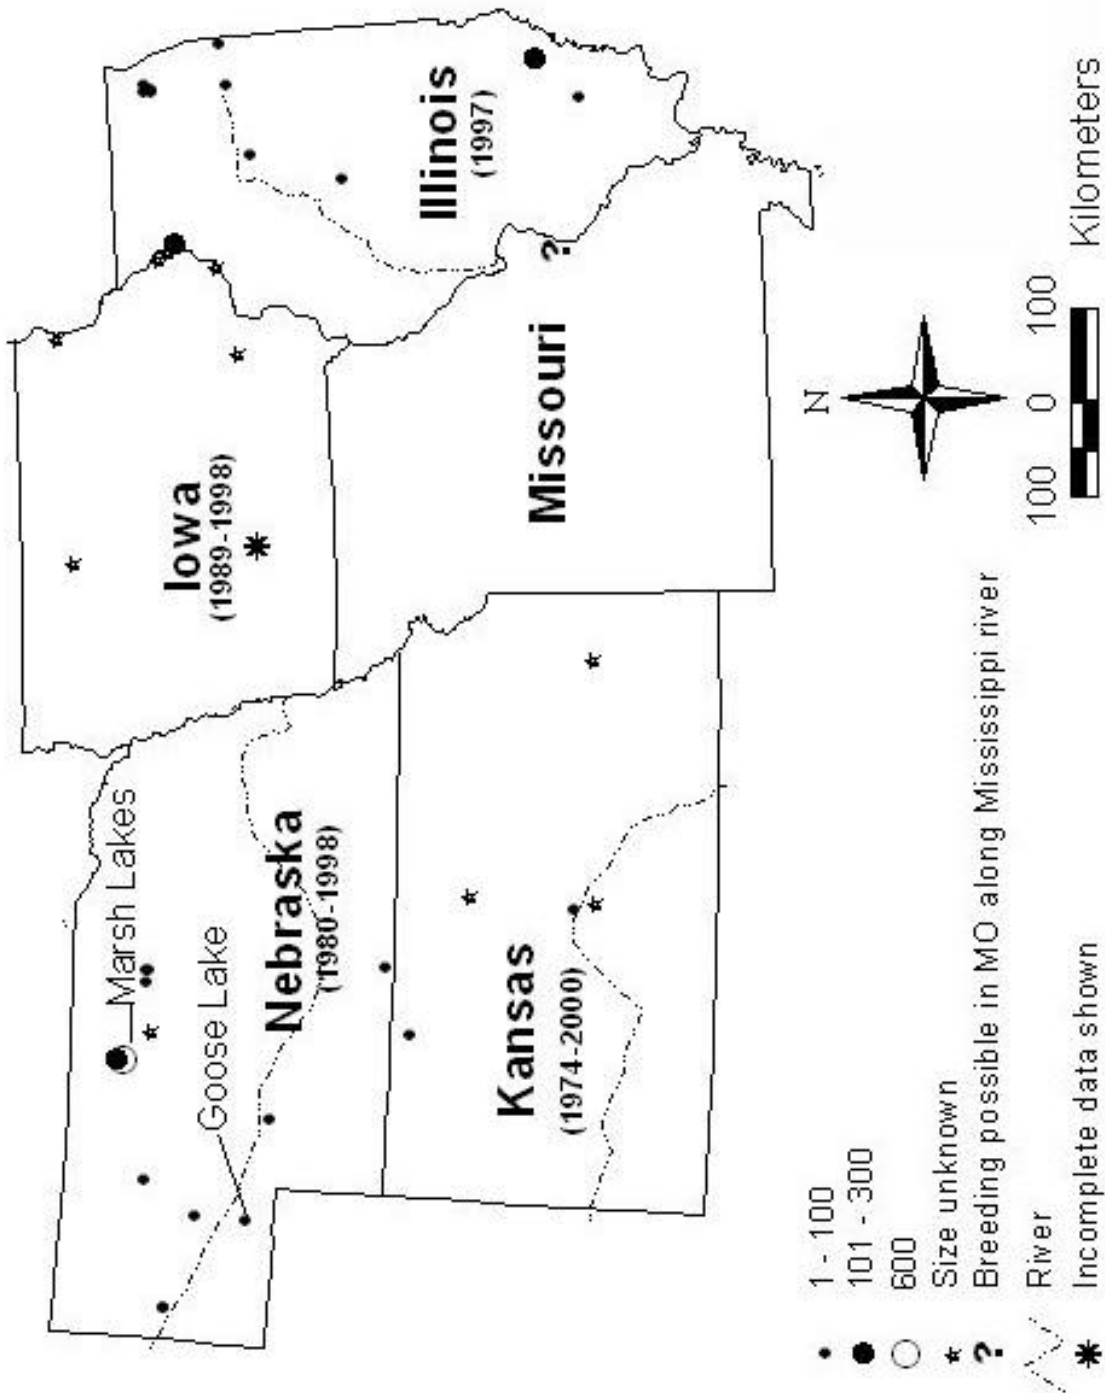 Marsh Lakes
Goose Lake
Nebraska
(1980-1998)
Iowa
(1989-1998)
Illinois
(1997)
Kansas
(1974-2000)
Missouri
?
1 - 100
101 - 300
600
Size unknown
? Breeding possible in MO along Mississippi river
River
Incomplete data shown
N
100 0 100 Kilometers